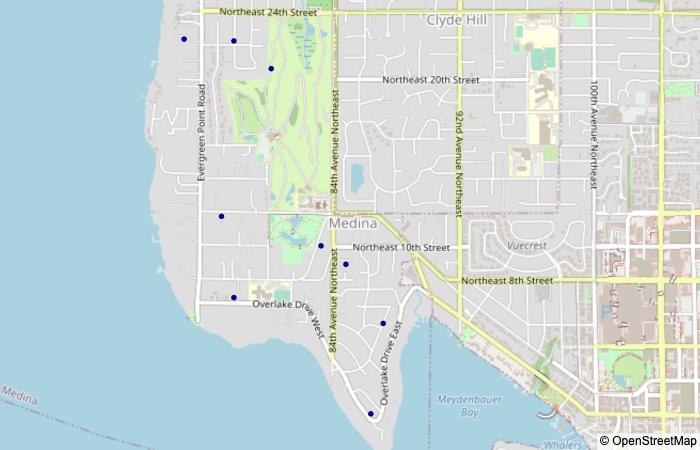 Northeast 24th Street
Clyde Hill
Northeast 20th Street
Evergreen Point Road
84th Avenue Northeast
92nd Avenue Northeast
100th Avenue Northeast
Medina
Northeast 10th Street
Vuecrest
Northeast 8th Street
Overlake Drive West
84th Avenue Northeast
Overlake Drive East
P
Medina
Meydenbauer
Bay
Whalers
© OpenStreetMap